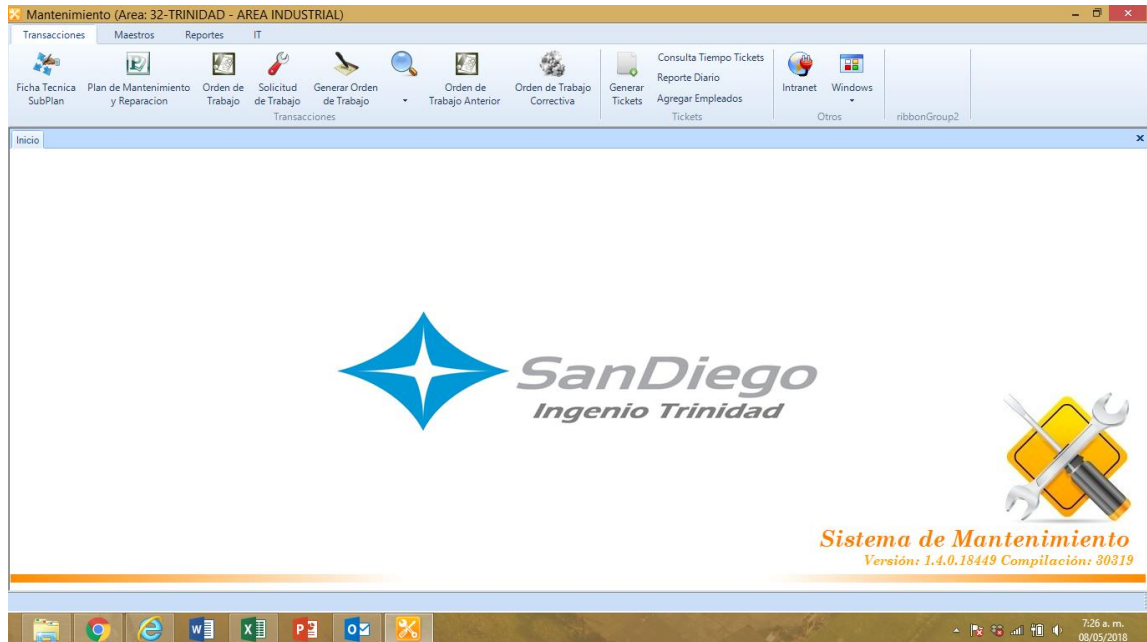 Mantenimiento (Area: 32-TRINIDAD - AREA INDUSTRIAL)
Transacciones Maestros Reportes IT
Ficha Tecnica SubPlan
Plan de Mantenimiento y Reparacion
Orden de Trabajo
Solicitud de Trabajo
Generar Orden de Trabajo
Orden de Trabajo Anterior
Orden de Trabajo Correctiva
Transacciones
Generar Tickets
Consulta Tiempo Tickets
Reporte Diario
Agregar Empleados
Tickets
Intranet
Windows
Otros
ribbonGroup2
Inicio
SanDiego
Ingenio Trinidad
Sistema de Mantenimiento
Versión: 1.4.0.18449 Compilación: 30319
7:26 a. m.
08/05/2018